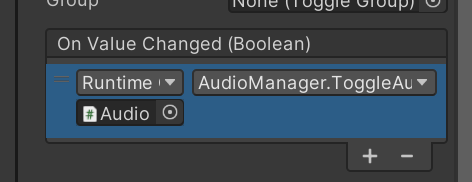 Group
None (Toggle Group)
On Value Changed (Boolean)
Runtime
AudioManager.ToggleAu
Audio